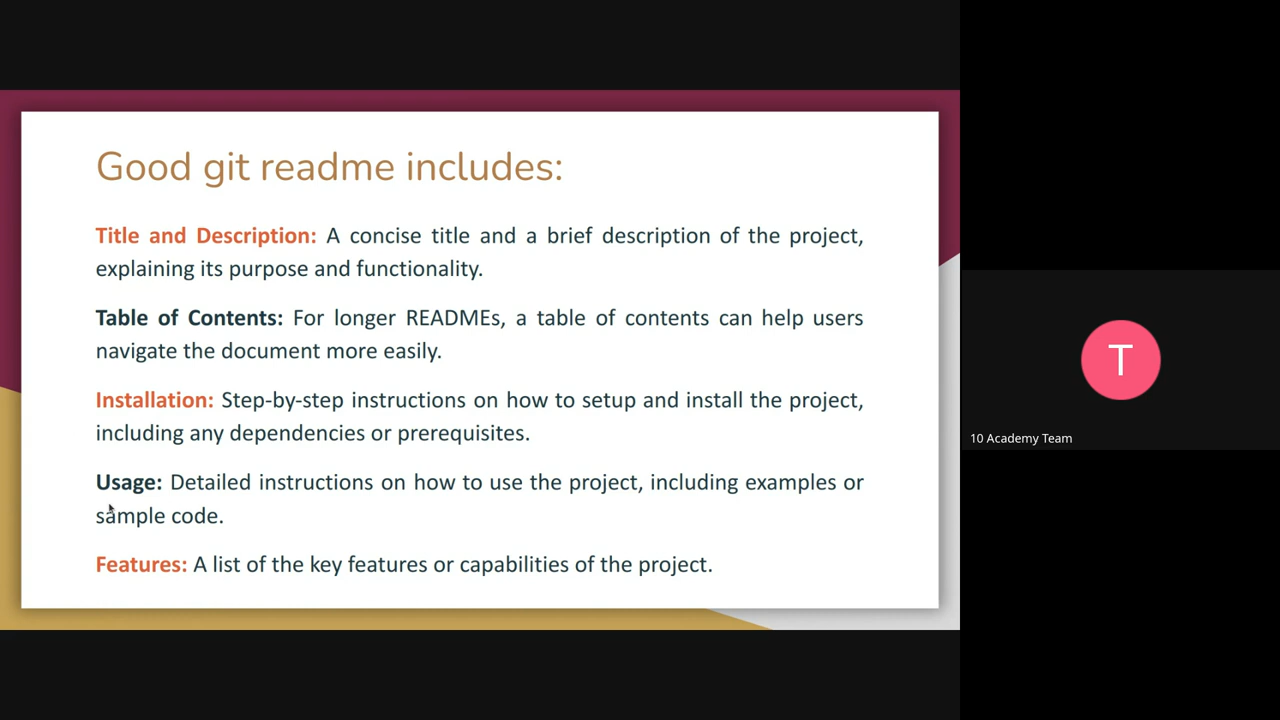 Good git readme includes:
Title and Description: A concise title and a brief description of the project,
explaining its purpose and functionality.
Table of Contents: For longer READMEs, a table of contents can help users
navigate the document more easily.
Installation: Step-by-step instructions on how to setup and install the project,
including any dependencies or prerequisites.
Usage: Detailed instructions on how to use the project, including examples or
sample code.
Features: A list of the key features or capabilities of the project.
T
10 Academy Team